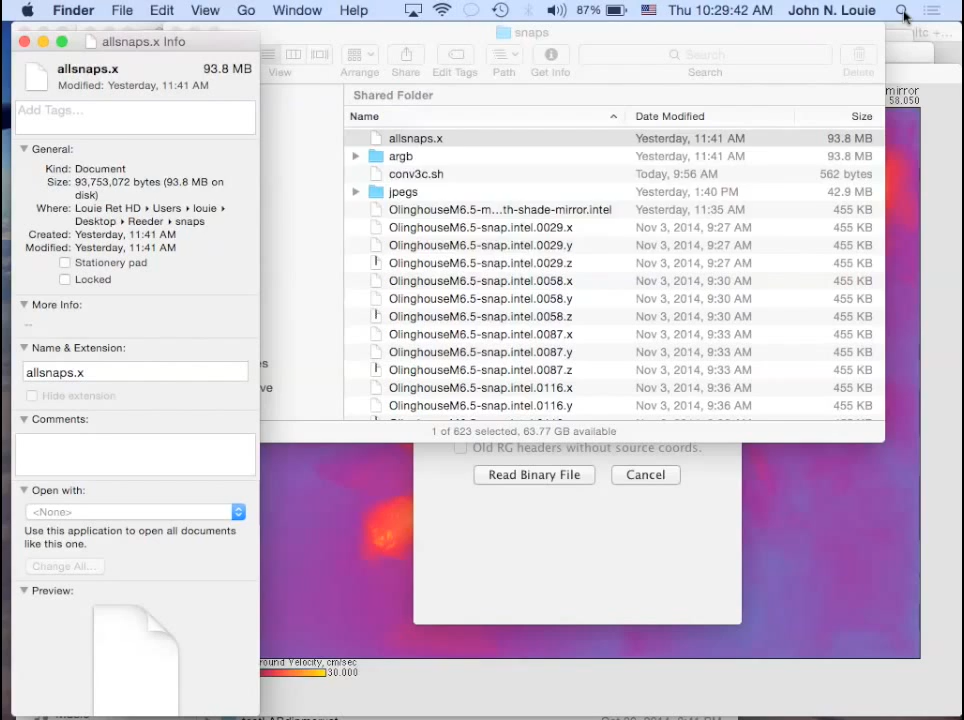 Finder File Edit View Go Window Help 87% Thu 10:29:42 AM John N. Louie
allsnaps.x Info
allsnaps.x 93.8 MB
Modified: Yesterday, 11:41 AM
Add Tags...
General:
Kind: Document
Size: 93,753,072 bytes (93.8 MB on
disk)
Where: Louie Ret HD ▸ Users ▸ louie ▸
Desktop ▸ Reeder ▸ snaps
Created: Yesterday, 11:41 AM
Modified: Yesterday, 11:41 AM
Stationery pad
Locked
More Info:
--
Name & Extension:
allsnaps.x
Hide extension
Comments:
Open with:
<None>
Use this application to open all documents
like this one.
Change All...
Preview:
snaps
Search
View Arrange Share Edit Tags Path Get Info Search Delete
Shared Folder
Name Date Modified Size
allsnaps.x Yesterday, 11:41 AM 93.8 MB
argb Yesterday, 11:41 AM 93.8 MB
conv3c.sh Today, 9:56 AM 562 bytes
jpegs Yesterday, 1:40 PM 42.9 MB
OlinghouseM6.5-m...th-shade-mirror.intel Yesterday, 11:35 AM 455 KB
OlinghouseM6.5-snap.intel.0029.x Nov 3, 2014, 9:27 AM 455 KB
OlinghouseM6.5-snap.intel.0029.y Nov 3, 2014, 9:27 AM 455 KB
OlinghouseM6.5-snap.intel.0029.z Nov 3, 2014, 9:27 AM 455 KB
OlinghouseM6.5-snap.intel.0058.x Nov 3, 2014, 9:30 AM 455 KB
OlinghouseM6.5-snap.intel.0058.y Nov 3, 2014, 9:30 AM 455 KB
OlinghouseM6.5-snap.intel.0058.z Nov 3, 2014, 9:30 AM 455 KB
OlinghouseM6.5-snap.intel.0087.x Nov 3, 2014, 9:33 AM 455 KB
OlinghouseM6.5-snap.intel.0087.y Nov 3, 2014, 9:33 AM 455 KB
OlinghouseM6.5-snap.intel.0087.z Nov 3, 2014, 9:33 AM 455 KB
OlinghouseM6.5-snap.intel.0116.x Nov 3, 2014, 9:36 AM 455 KB
OlinghouseM6.5-snap.intel.0116.y Nov 3, 2014, 9:36 AM 455 KB
es
ve
1 of 623 selected, 63.77 GB available
Old RG headers without source coords.
Read Binary File Cancel
ltc +...
mirror
58.050
round Velocity, cm/sec
30.000